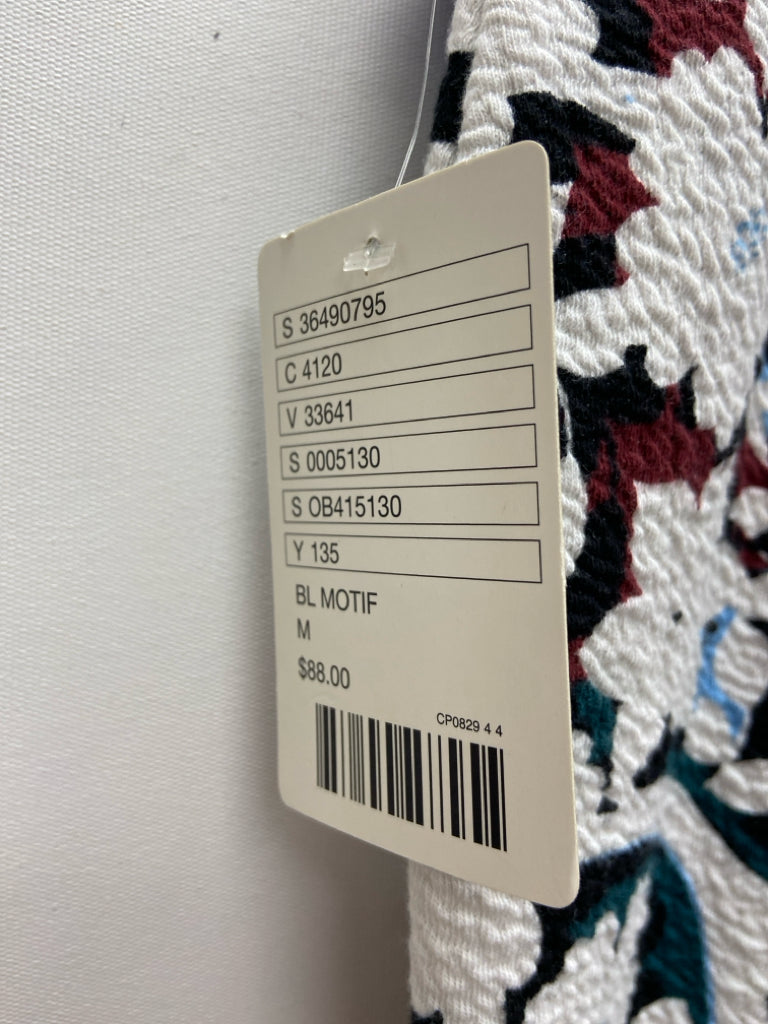 S 36490795
C 4120
V 33641
S 0005130
S OB415130
Y 135
BL MOTIF
M
$88.00
CP0829 4 4